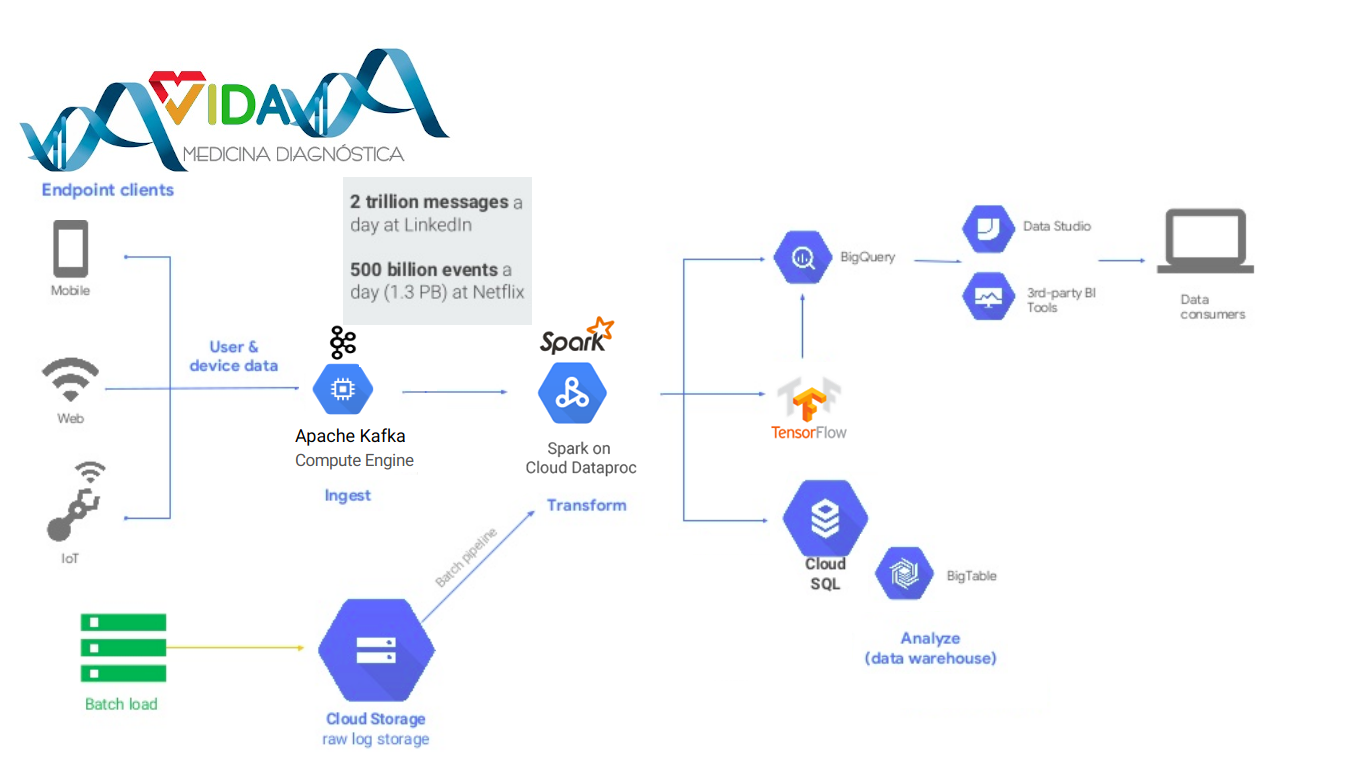 VIDA
MEDICINA DIAGNÓSTICA
Endpoint clients
Mobile
Web
IoT
User &
device data
2 trillion messages a
day at LinkedIn
500 billion events a
day (1.3 PB) at Netflix
Apache Kafka
Compute Engine
Ingest
Spark
Spark on
Cloud Dataproc
Transform
Batch pipeline
Batch load
Cloud Storage
raw log storage
BigQuery
TensorFlow
Cloud
SQL
BigTable
Analyze
(data warehouse)
Data Studio
3rd-party BI
Tools
Data
consumers